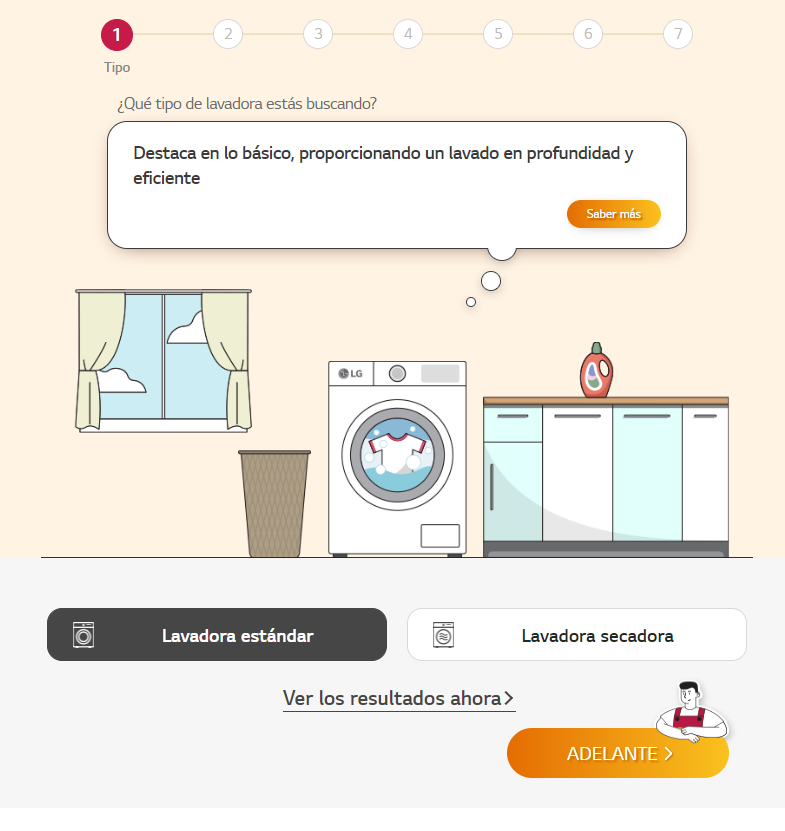 1 2 3 4 5 6 7
Tipo
¿Qué tipo de lavadora estás buscando?
Destaca en lo básico, proporcionando un lavado en profundidad y
eficiente
Saber más
LG
Lavadora estándar
Lavadora secadora
Ver los resultados ahora
ADELANTE